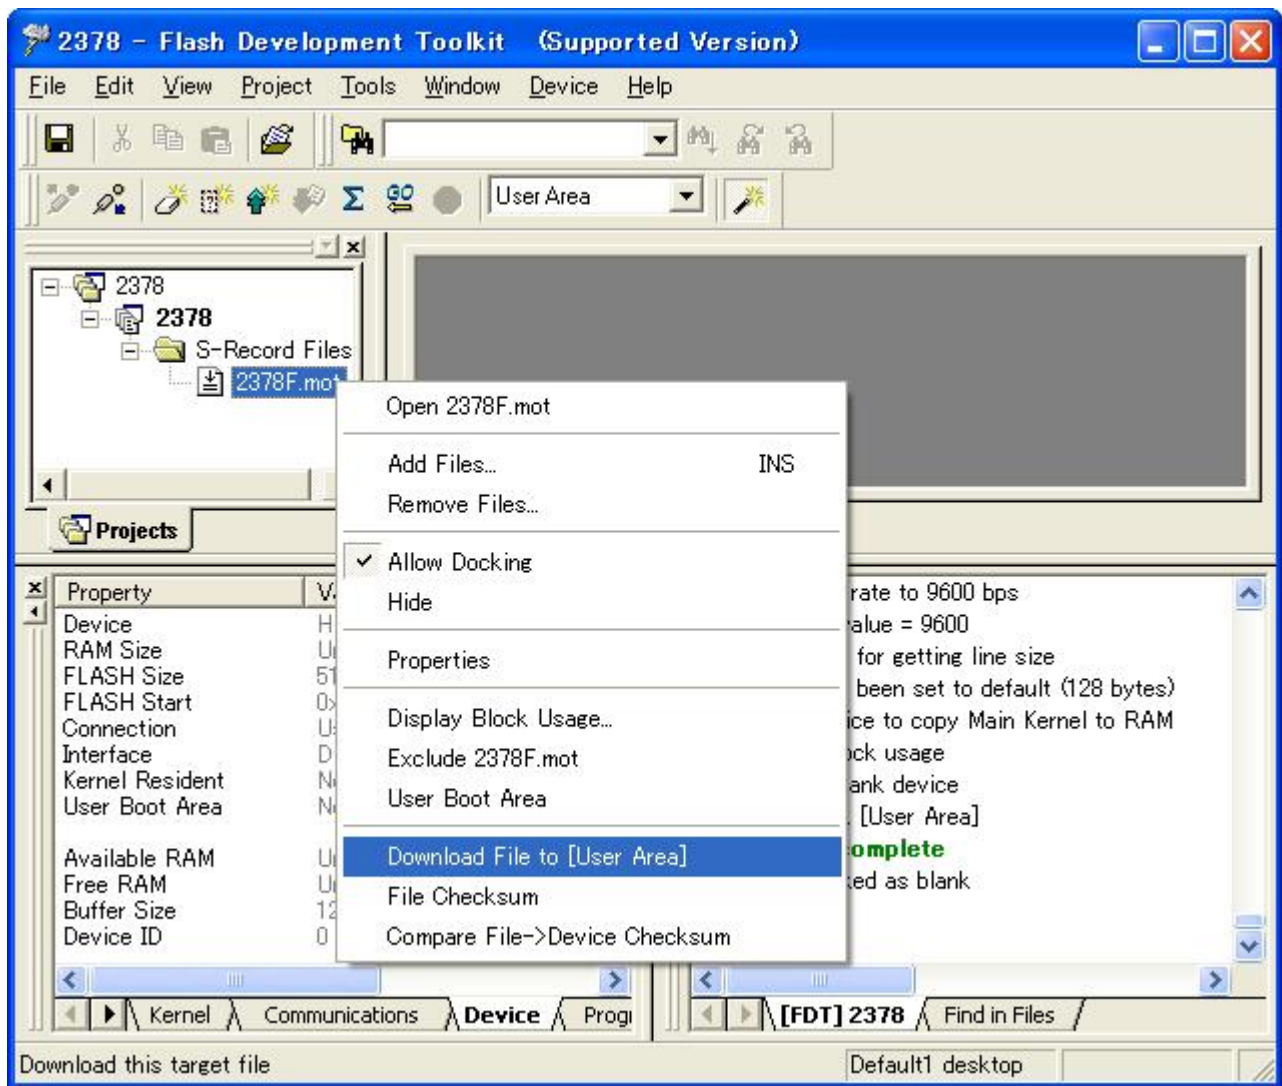 2378 - Flash Development Toolkit (Supported Version)
File Edit View Project Tools Window Device Help
GO
User Area
2378
2378
S-Record Files
2378F.mot
Open 2378F.mot
Add Files... INS
Remove Files...
Allow Docking
Hide
Properties
Display Block Usage...
Exclude 2378F.mot
User Boot Area
Download File to [User Area]
File Checksum
Compare File->Device Checksum
Projects
Property
Device
RAM Size
FLASH Size 51
FLASH Start
Connection
Interface
Kernel Resident
User Boot Area
Available RAM
Free RAM
Buffer Size 12
Device ID 0
rate to 9600 bps
= 9600
for getting line size
been set to default (128 bytes)
to copy Main Kernel to RAM
usage
device
[User Area]
as blank
Kernel Communications Device
[FDT] 2378 Find in Files
Download this target file
Default1 desktop